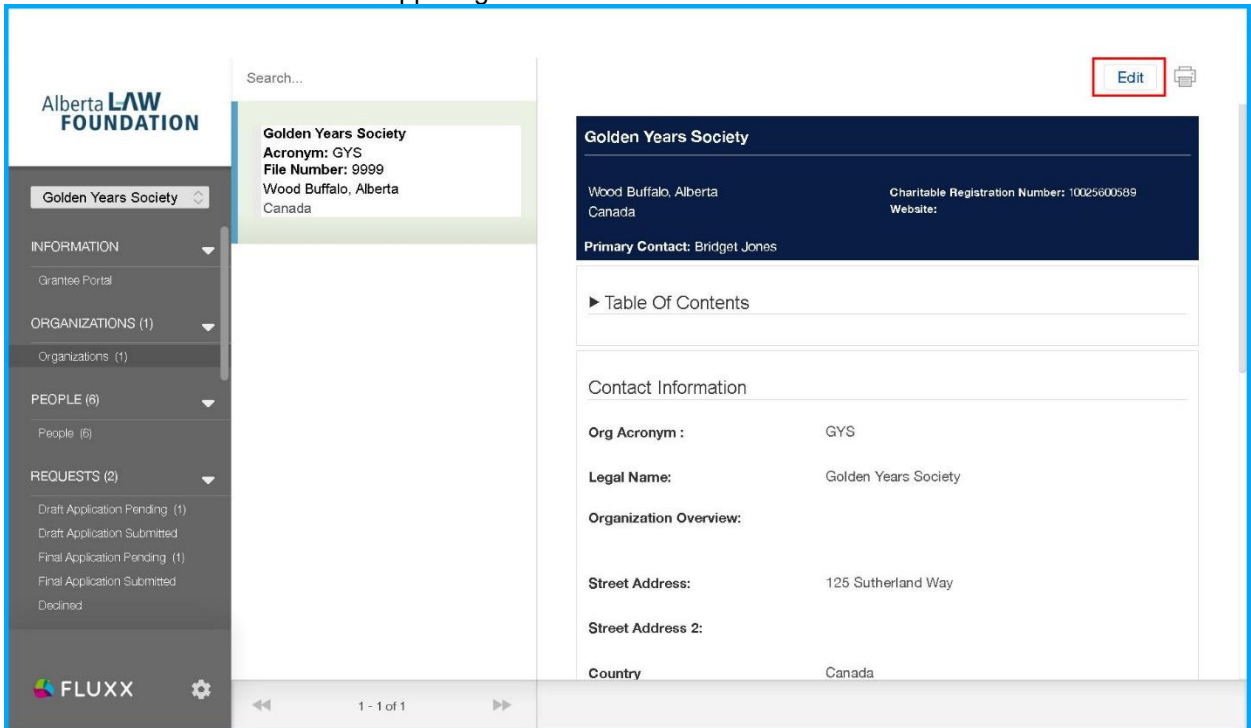 Alberta LAW
FOUNDATION
Golden Years Society
INFORMATION
Grantee Portal
ORGANIZATIONS (1)
Organizations (1)
PEOPLE (6)
People (6)
REQUESTS (2)
Draft Application Pending (1)
Draft Application Submitted
Final Application Pending (1)
Final Application Submitted
Declined
FLUXX
Search...
Golden Years Society
Acronym: GYS
File Number: 9999
Wood Buffalo, Alberta
Canada
1 - 1 of 1
Edit
Golden Years Society
Wood Buffalo, Alberta
Canada
Charitable Registration Number: 10025600589
Website:
Primary Contact: Bridget Jones
▶ Table Of Contents
Contact Information
Org Acronym : GYS
Legal Name: Golden Years Society
Organization Overview:
Street Address: 125 Sutherland Way
Street Address 2:
Country Canada